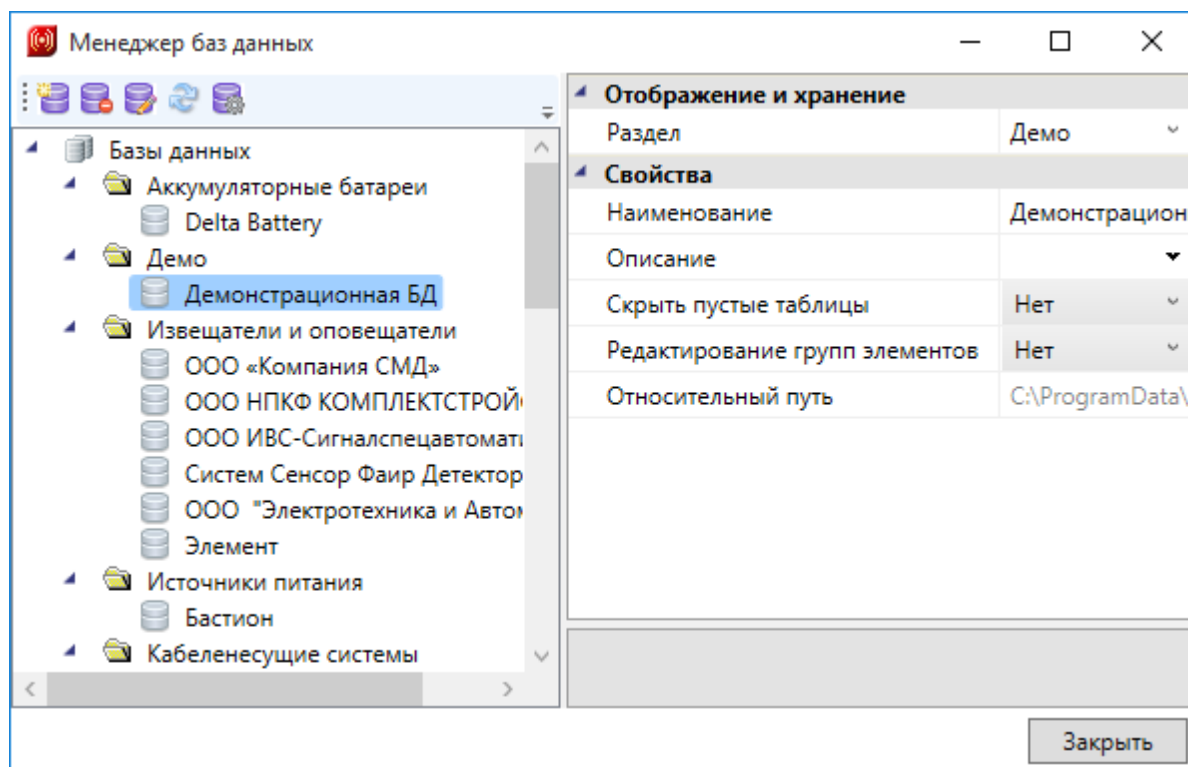 Менеджер баз данных
Базы данных
Аккумуляторные батареи
Delta Battery
Демо
Демонстрационная БД
Извещатели и оповещатели
ООО «Компания СМД»
ООО НПКФ КОМПЛЕКТСТРОЙ
ООО ИВС-Сигналспецавтомат
Систем Сенсор Фаир Детектор
ООО "Электротехника и Авто
Элемент
Источники питания
Бастион
Кабеленесущие системы
Отображение и хранение
Раздел Демо
Свойства
Наименование Демонстрацион
Описание
Скрыть пустые таблицы Нет
Редактирование групп элементов Нет
Относительный путь C:\ProgramData\
Закрыть